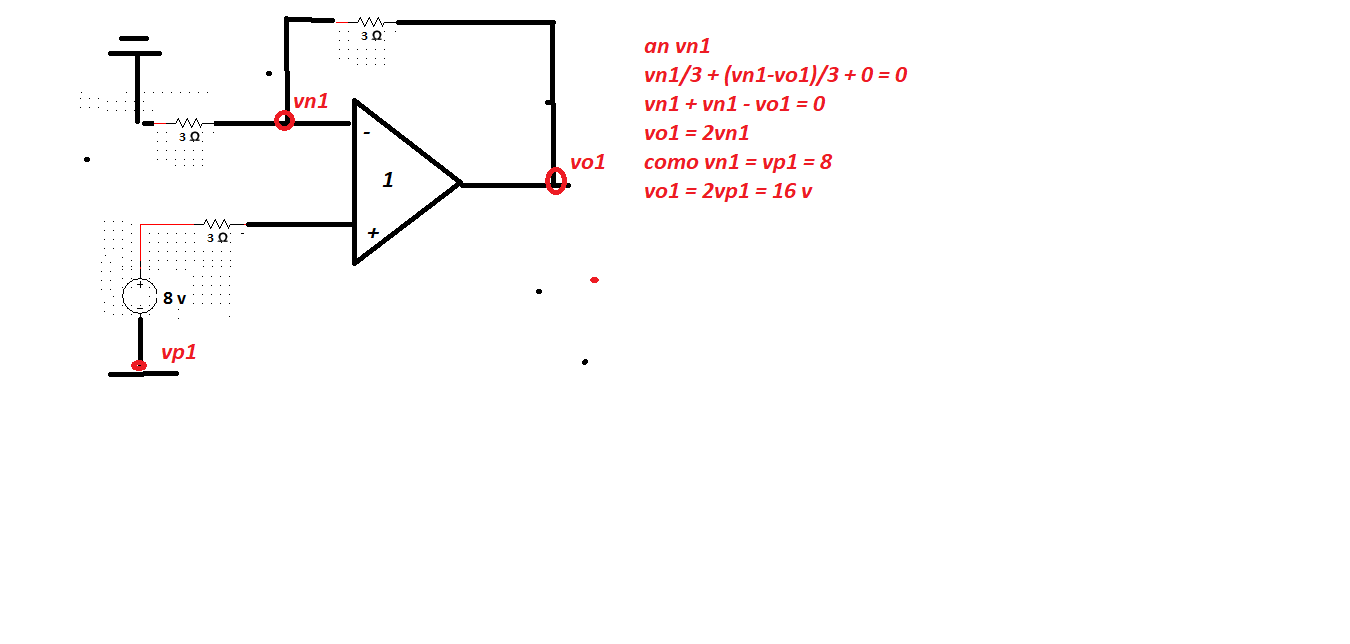 3 Ω
an vn1
vn1/3 + (vn1-vo1)/3 + 0 = 0
vn1
vn1 + vn1 - vo1 = 0
-
3 Ω
vo1 = 2vn1
vo1
como vn1 = vp1 = 8
1
vo1 = 2vp1 = 16 v
+
3 Ω
+
8 v
-
vp1